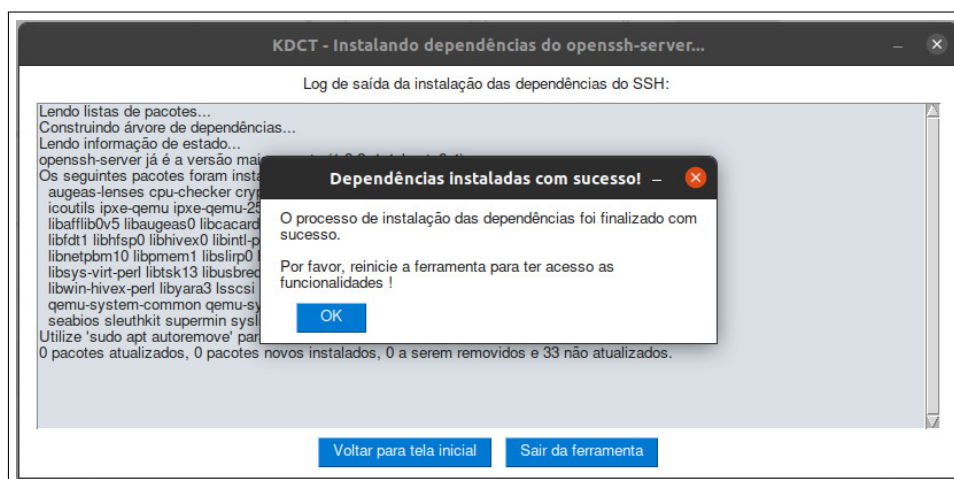 KDCT - Instalando dependências do openssh-server...
Log de saída da instalação das dependências do SSH:
Lendo listas de pacotes...
Construindo árvore de dependências...
Lendo informação de estado...
openssh-server já é a versão mai
Os seguintes pacotes foram insta
augeas-lenses cpu-checker cryp
icoutils ipxe-qemu ipxe-qemu-25
libafflib0v5 libaugeas0 libcacard
libfdt1 libhfsp0 libhivex0 libintl-p
libnetpbm10 libpmem1 libslirp0 l
libsys-virt-perl libtsk13 libusbred
libwin-hivex-perl libyara3 lsscsi
qemu-system-common qemu-sy
seabios sleuthkit supermin sysl
Utilize 'sudo apt autoremove' par
0 pacotes atualizados, 0 pacotes novos instalados, 0 a serem removidos e 33 não atualizados.
Dependências instaladas com sucesso!
O processo de instalação das dependências foi finalizado com
sucesso.
Por favor, reinicie a ferramenta para ter acesso as
funcionalidades !
OK
Voltar para tela inicial
Sair da ferramenta